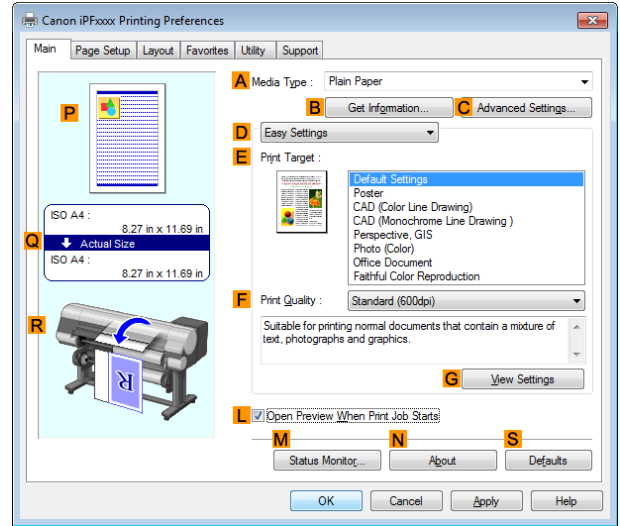 Canon iPFxxxx Printing Preferences
Main Page Setup Layout Favorites Utility Support
A Media Type : Plain Paper
B Get Information... C Advanced Settings...
D Easy Settings
E Print Target :
Default Settings
Poster
CAD (Color Line Drawing)
CAD (Monochrome Line Drawing )
Perspective, GIS
Photo (Color)
Office Document
Faithful Color Reproduction
F Print Quality : Standard (600dpi)
Suitable for printing normal documents that contain a mixture of
text, photographs and graphics.
G View Settings
P
Q
ISO A4 :
8.27 in x 11.69 in
Actual Size
ISO A4 :
8.27 in x 11.69 in
R
R
L Open Preview When Print Job Starts
M N S
Status Monitor... About Defaults
OK Cancel Apply Help